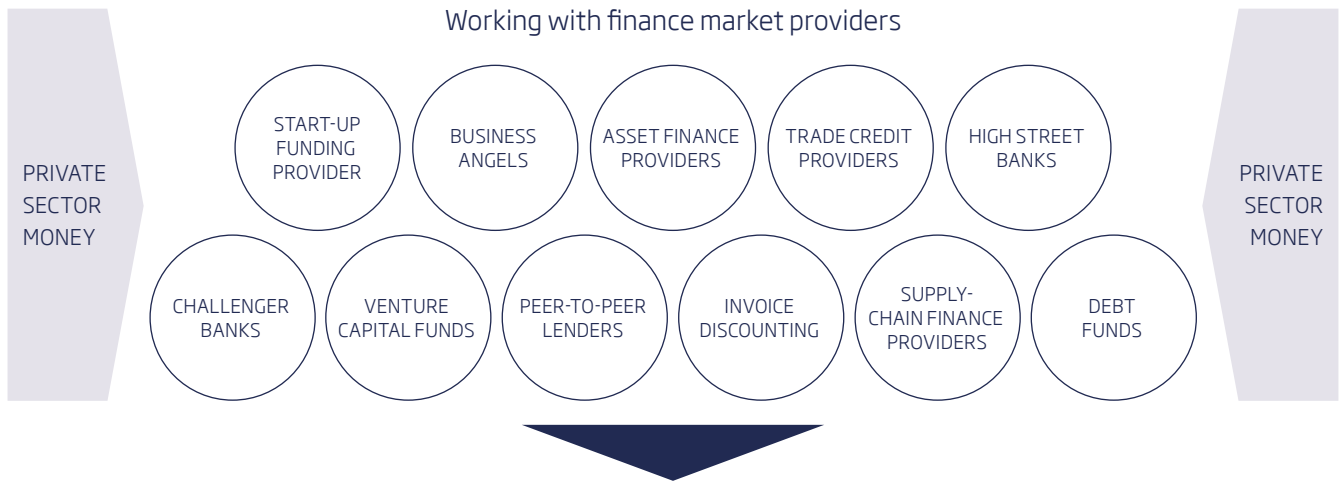 Working with finance market providers
PRIVATE
SECTOR
MONEY
START-UP
FUNDING
PROVIDER
BUSINESS
ANGELS
ASSET FINANCE
PROVIDERS
TRADE CREDIT
PROVIDERS
HIGH STREET
BANKS
PRIVATE
SECTOR
MONEY
CHALLENGER
BANKS
VENTURE
CAPITAL FUNDS
PEER-TO-PEER
LENDERS
INVOICE
DISCOUNTING
SUPPLY-
CHAIN FINANCE
PROVIDERS
DEBT
FUNDS